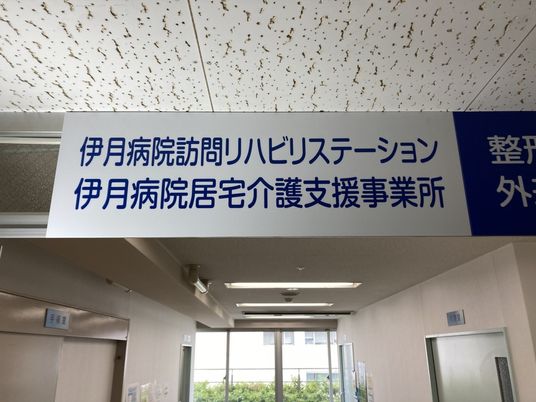 伊月病院訪問リハビリステーション
伊月病院居宅介護支援事業所
整形
外